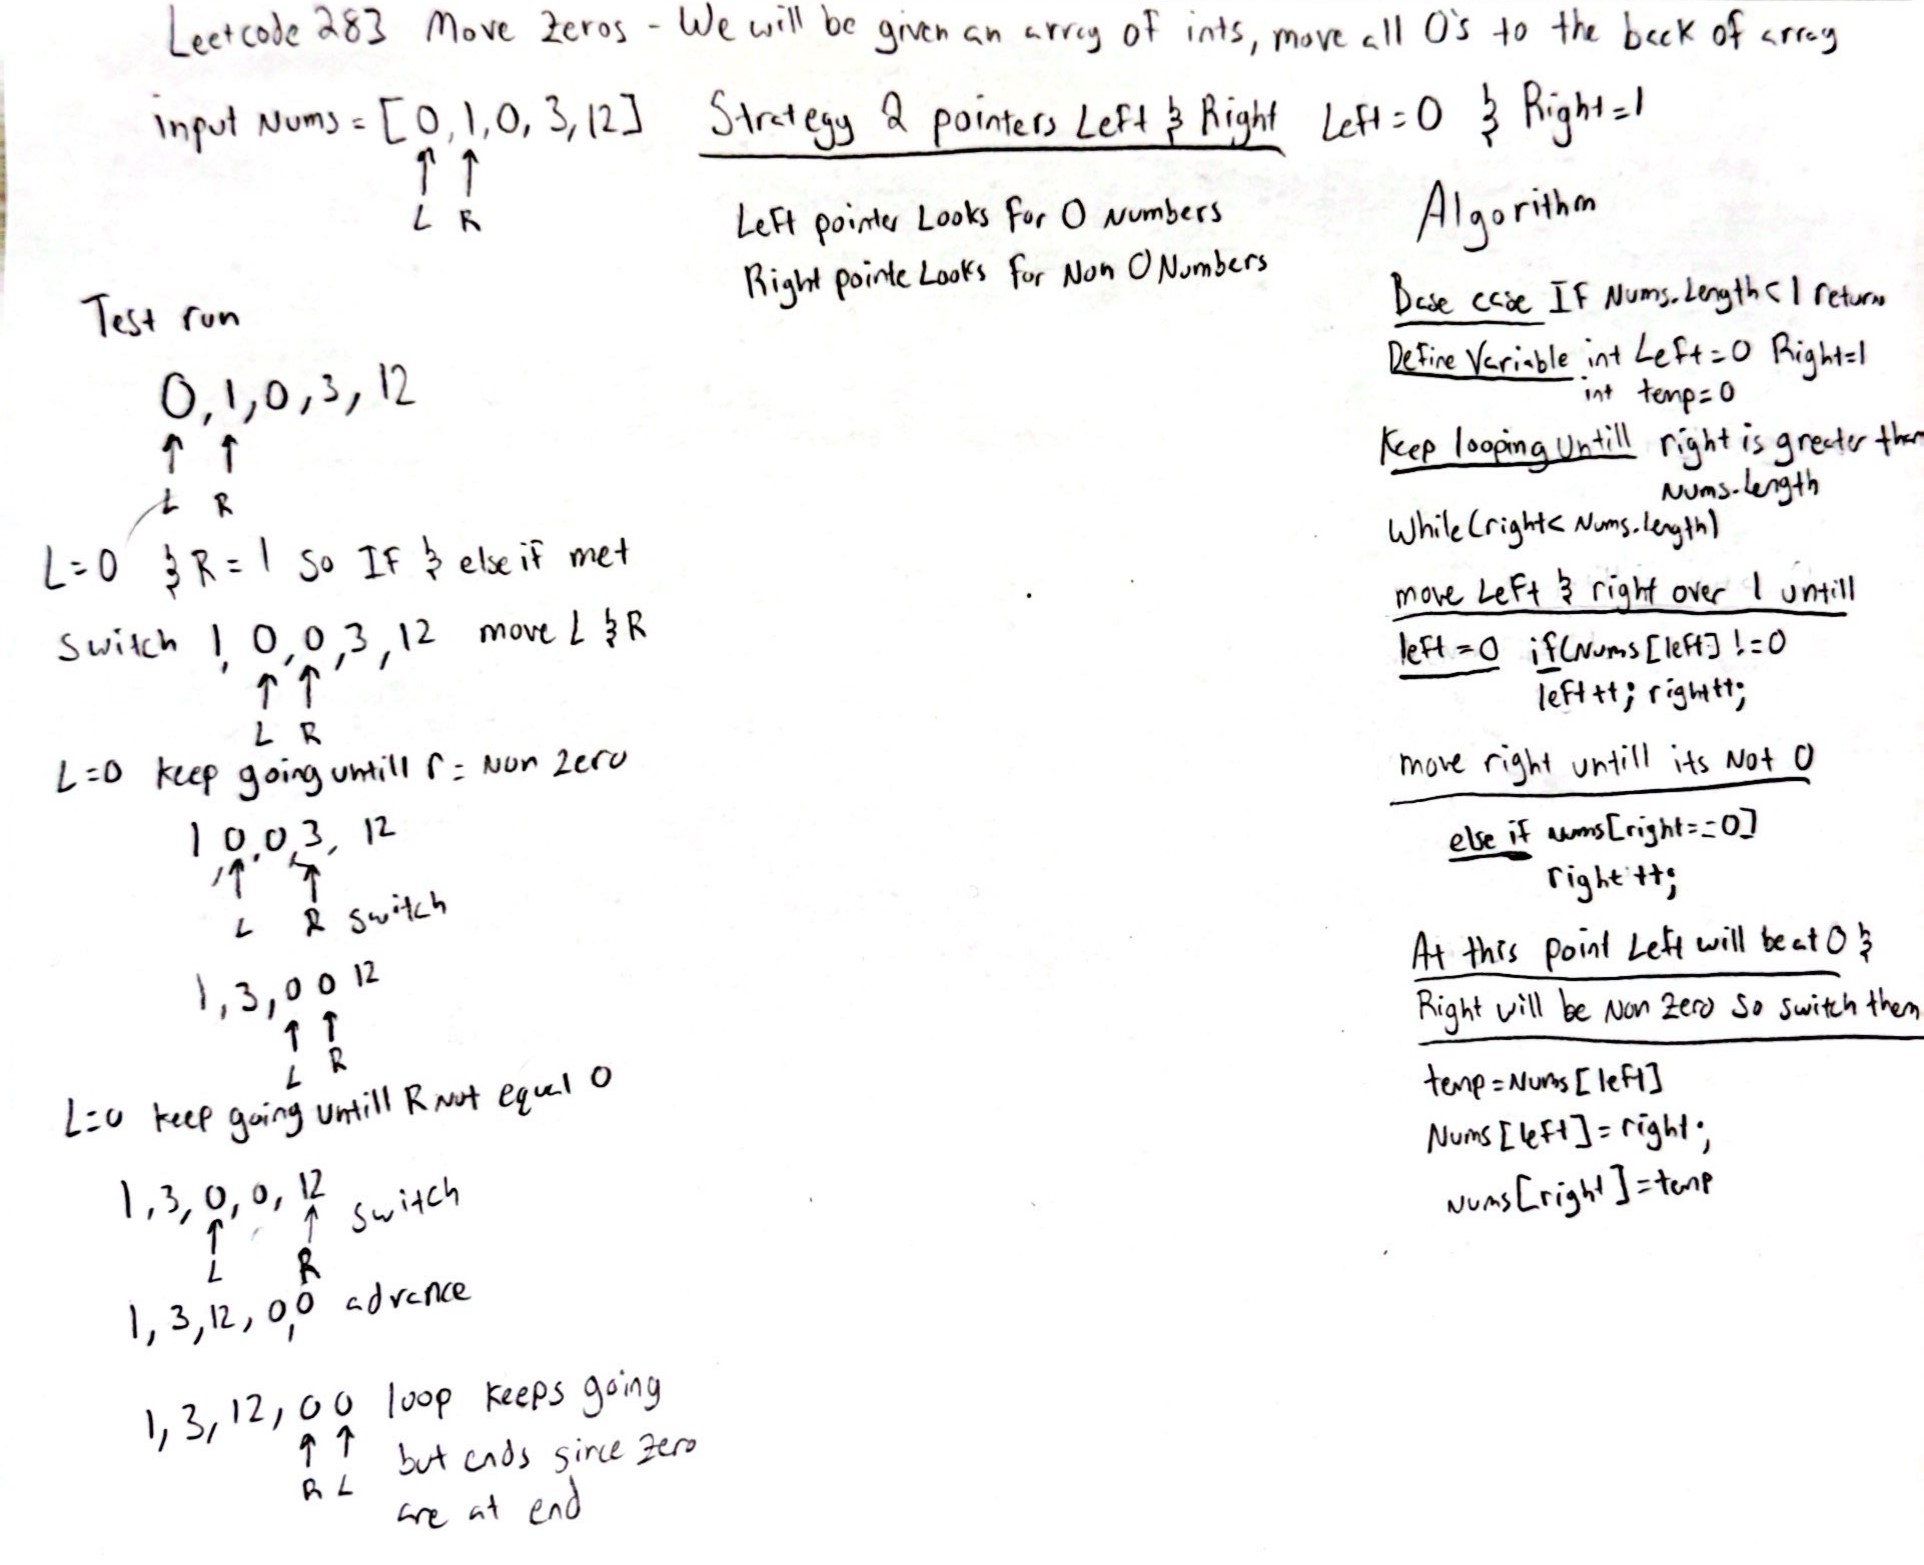 Leetcode 283 Move Zeros - We will be given an array of ints, move all 0's to the back of array
input Nums = [0,1,0,3,12]
L R
Strategy 2 pointers Left & Right Left=0 & Right=1
Left pointer Looks for 0 Numbers
Right pointe Looks for Non 0 Numbers
Test run
0,1,0,3,12
L R
L=0 & R=1 so IF & else if met
Switch 1,0,0,3,12 move L & R
L R
L=0 keep going untill r= Non zero
1,0,0,3,12
L R switch
1,3,0 0 12
L R
L=0 keep going untill R not equal 0
1,3,0,0,12 switch
L R
1,3,12,0,0 advance
1,3,12,0 0 loop keeps going
R L but ends since zero
are at end
Algorithm
Base case IF Nums.Length<1 return
Define Variable int Left=0 Right=1
int temp=0
Keep looping untill right is greater than
Nums.length
While(right< Nums.length)
move Left & right over 1 untill
left=0 if(Nums[left] !=0
left++; right++;
move right untill its Not 0
else if nums[right==0]
right++;
At this point Left will be at 0 &
Right will be Non Zero so switch them
temp=Nums[left]
Nums[left]=right;
nums[right]=temp